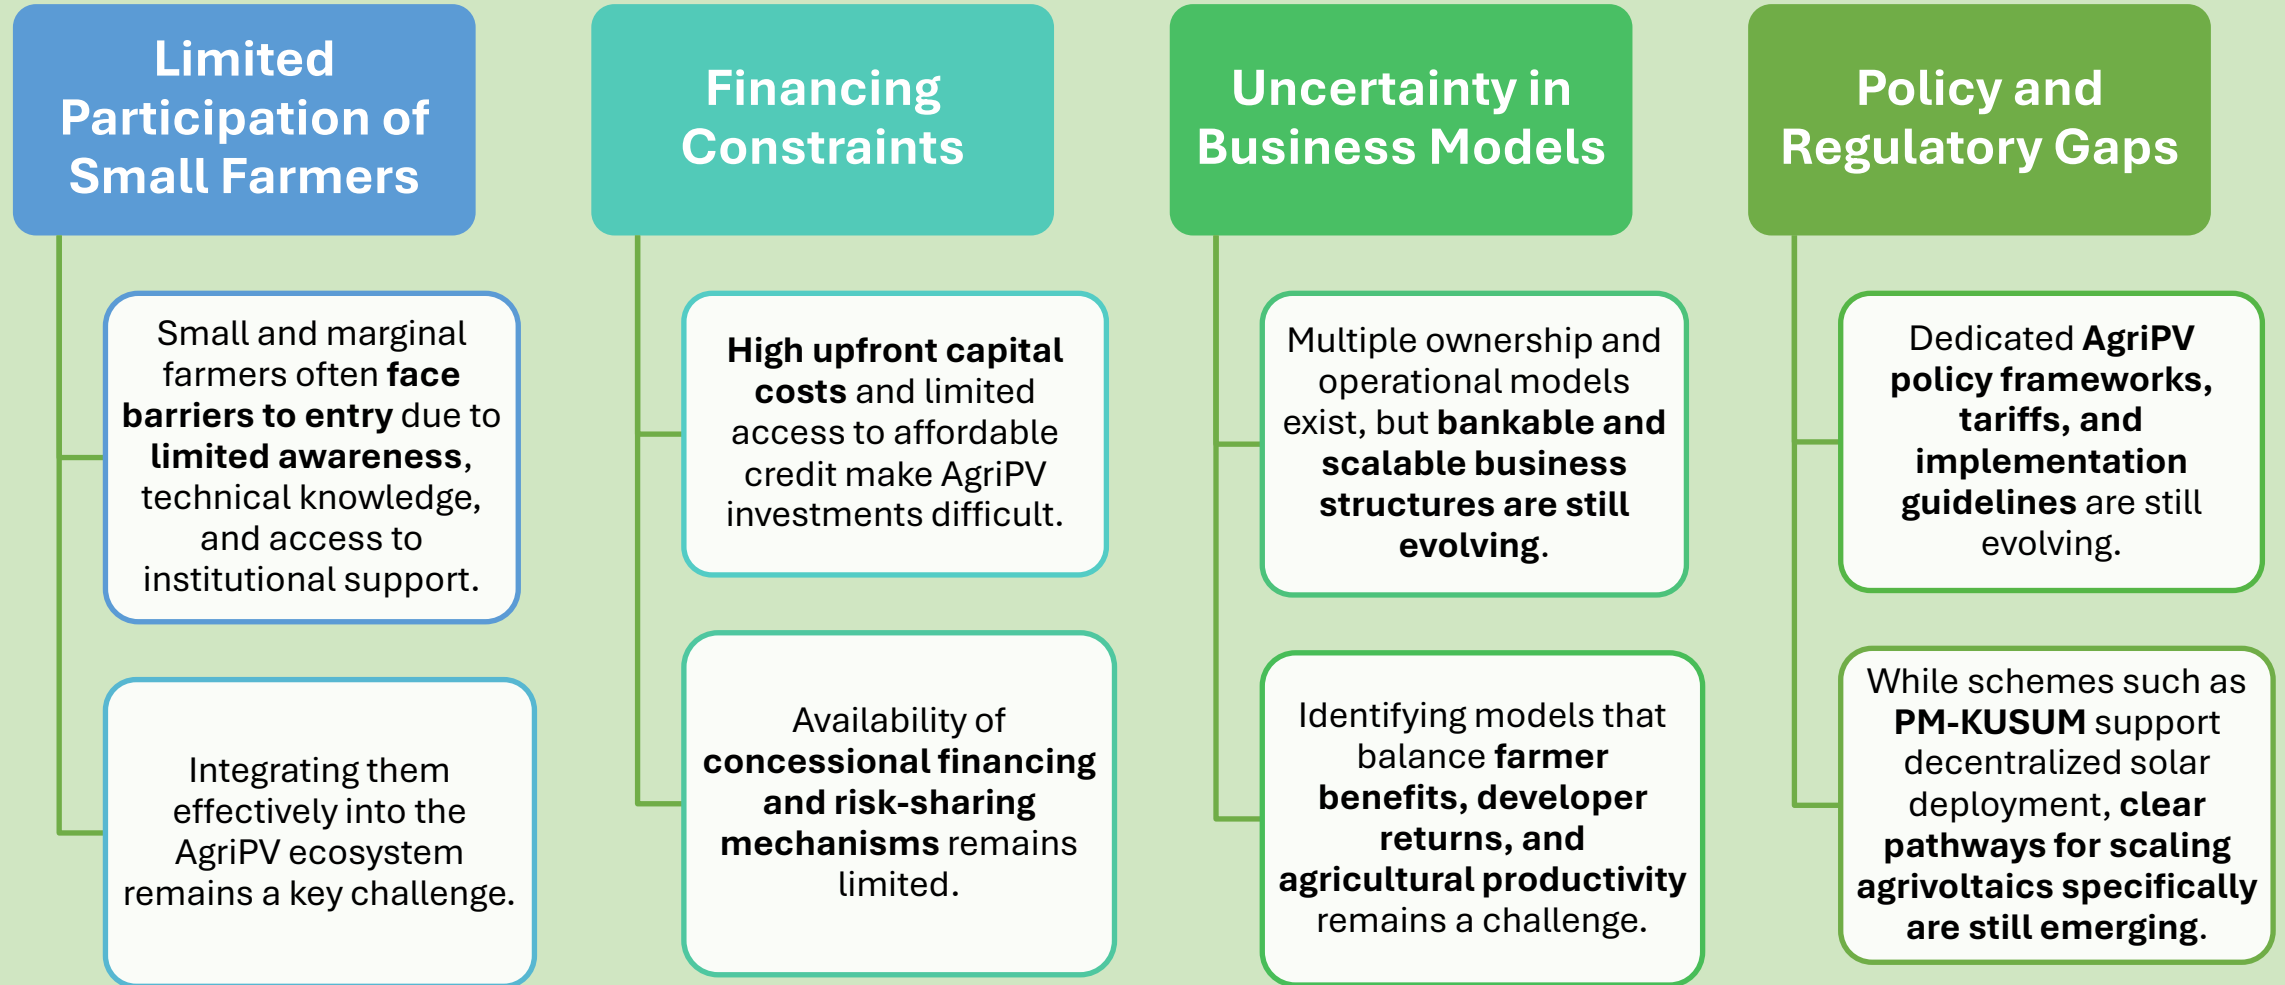 Limited
Participation of
Small Farmers
Small and marginal
farmers often face
barriers to entry due to
limited awareness,
technical knowledge,
and access to
institutional support.
Integrating them
effectively into the
AgriPV ecosystem
remains a key challenge.
Financing
Constraints
High upfront capital
costs and limited
access to affordable
credit make AgriPV
investments difficult.
Availability of
concessional financing
and risk-sharing
mechanisms remains
limited.
Uncertainty in
Business Models
Multiple ownership and
operational models
exist, but bankable and
scalable business
structures are still
evolving.
Identifying models that
balance farmer
benefits, developer
returns, and
agricultural productivity
remains a challenge.
Policy and
Regulatory Gaps
Dedicated AgriPV
policy frameworks,
tariffs, and
implementation
guidelines are still
evolving.
While schemes such as
PM-KUSUM support
decentralized solar
deployment, clear
pathways for scaling
agrivoltaics specifically
are still emerging.